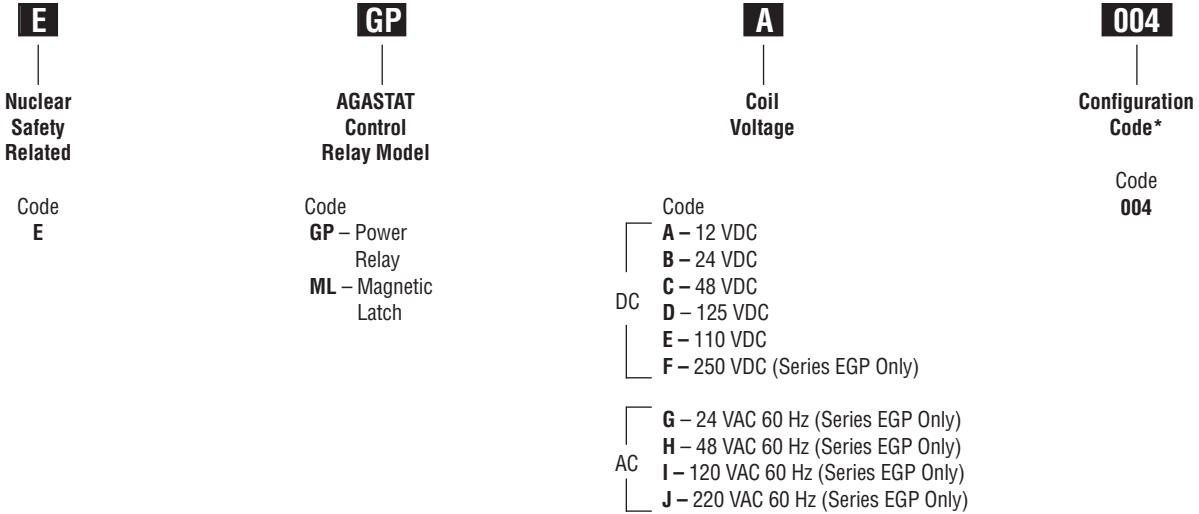 E
GP
A
004
Nuclear
Safety
Related
Code
E
AGASTAT
Control
Relay Model
Code
GP – Power
Relay
ML – Magnetic
Latch
Coil
Voltage
Code
DC
A – 12 VDC
B – 24 VDC
C – 48 VDC
D – 125 VDC
E – 110 VDC
F – 250 VDC (Series EGP Only)
AC
G – 24 VAC 60 Hz (Series EGP Only)
H – 48 VAC 60 Hz (Series EGP Only)
I – 120 VAC 60 Hz (Series EGP Only)
J – 220 VAC 60 Hz (Series EGP Only)
Configuration
Code*
Code
004